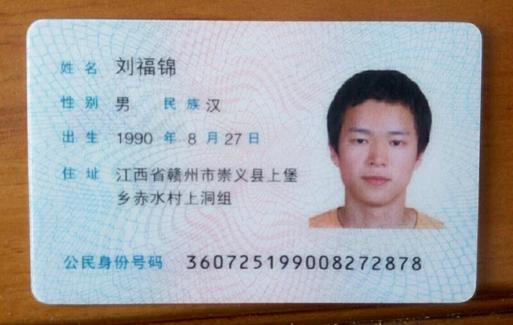 姓名 刘福锦
性别 男 民族 汉
出生 1990 年 8 月 27 日
住址 江西省赣州市崇义县上堡
乡赤水村上洞组
公民身份号码 360725199008272878